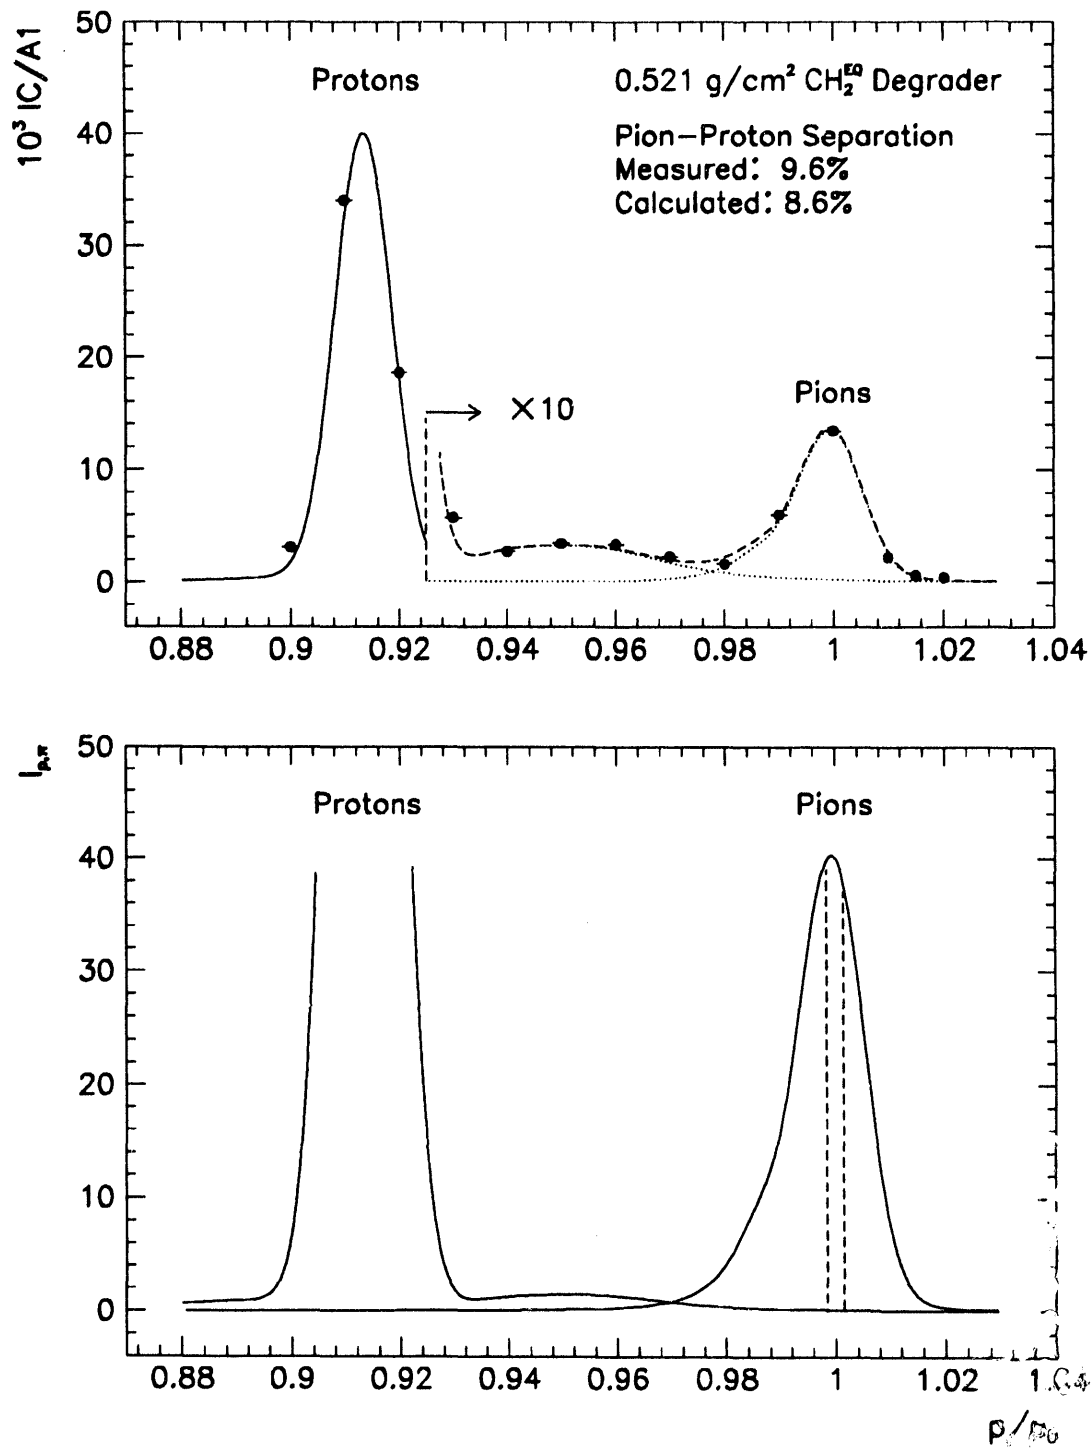 50
10³ IC/A1
Protons
0.521 g/cm² CH₂ᴱQ Degrader
Pion-Proton Separation
Measured: 9.6%
Calculated: 8.6%
40
30
20
×10
Pions
10
0
0.88 0.9 0.92 0.94 0.96 0.98 1 1.02 1.04
50
I p,π
Protons
Pions
40
30
20
10
0
0.88 0.9 0.92 0.94 0.96 0.98 1 1.02
p/p₀